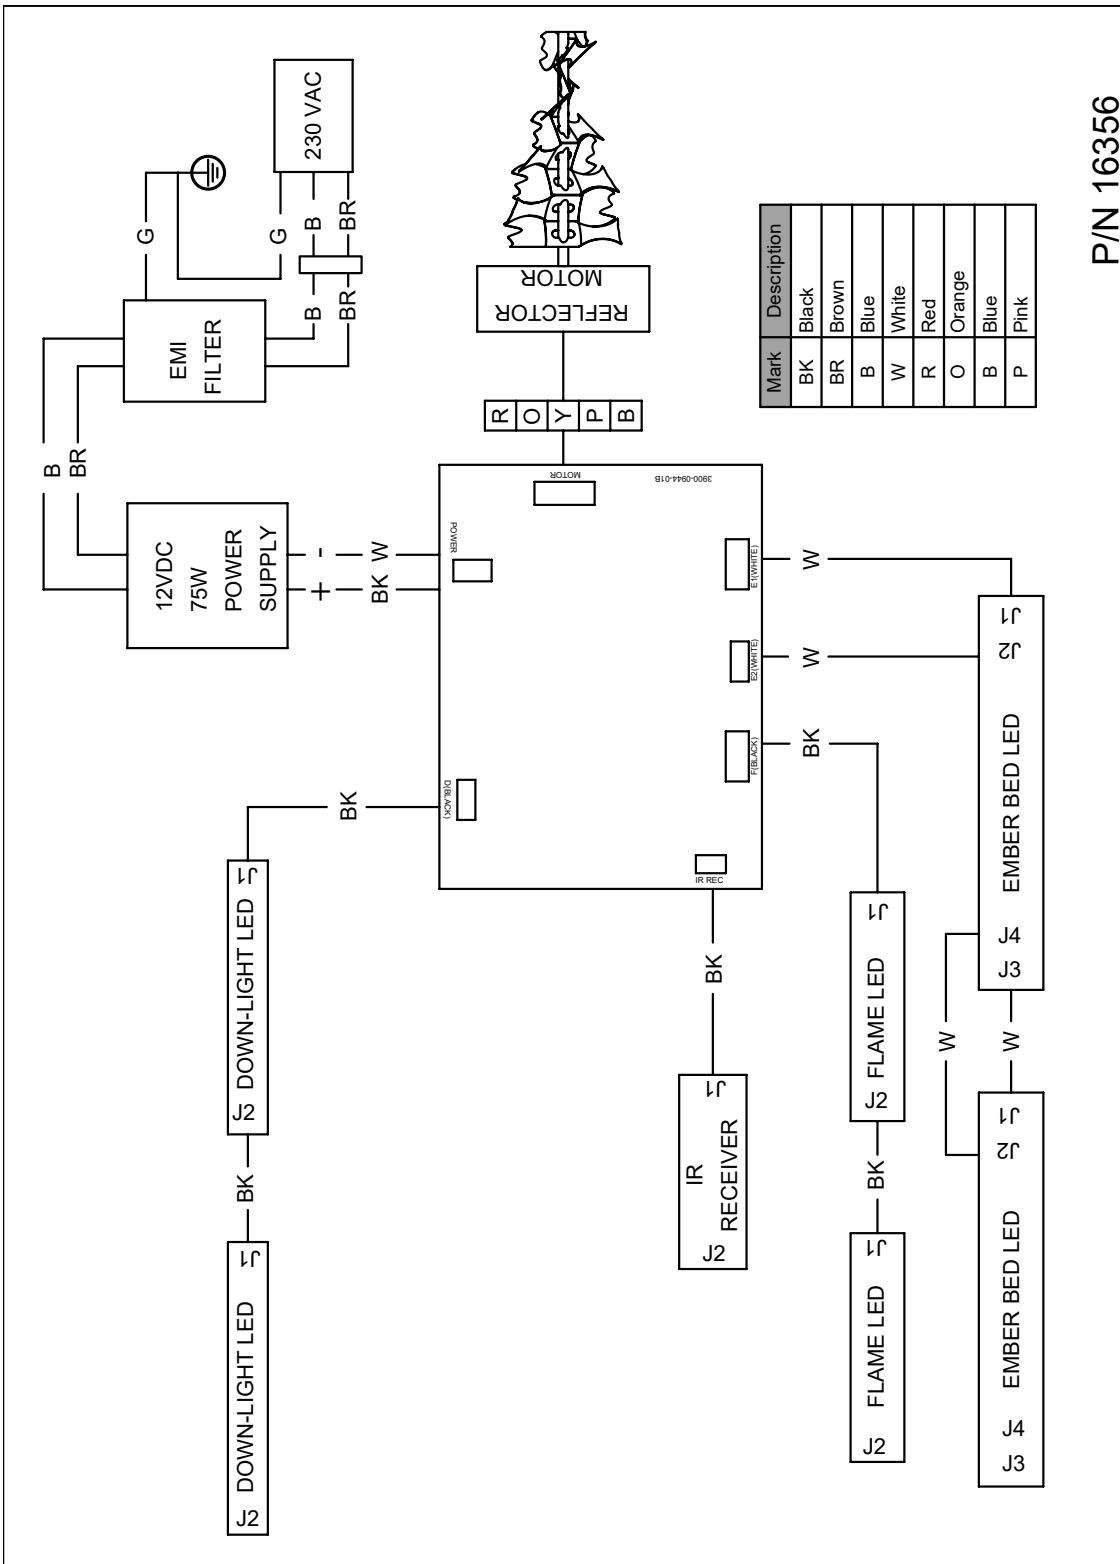 230 VAC
G
G
B
BR
B
BR
EMI
FILTER
B
BR
12VDC
75W
POWER
SUPPLY
+
-
BK
W
REFLECTOR
MOTOR
R
O
Y
P
B
POWER
MOTOR
3900-0944-01B
D(BLACK)
E1(WHITE)
E2(WHITE)
F(BLACK)
IR REC
BK
J2 DOWN-LIGHT LED J1
BK
J2 DOWN-LIGHT LED J1
BK
IR
RECEIVER
J1
J2
BK
J2 FLAME LED J1
BK
J2 FLAME LED J1
W
W
J1
J2
EMBER BED LED
J4
J3
W
W
J1
J2
EMBER BED LED
J4
J3
Mark Description
BK Black
BR Brown
B Blue
W White
R Red
O Orange
B Blue
P Pink
P/N 16356